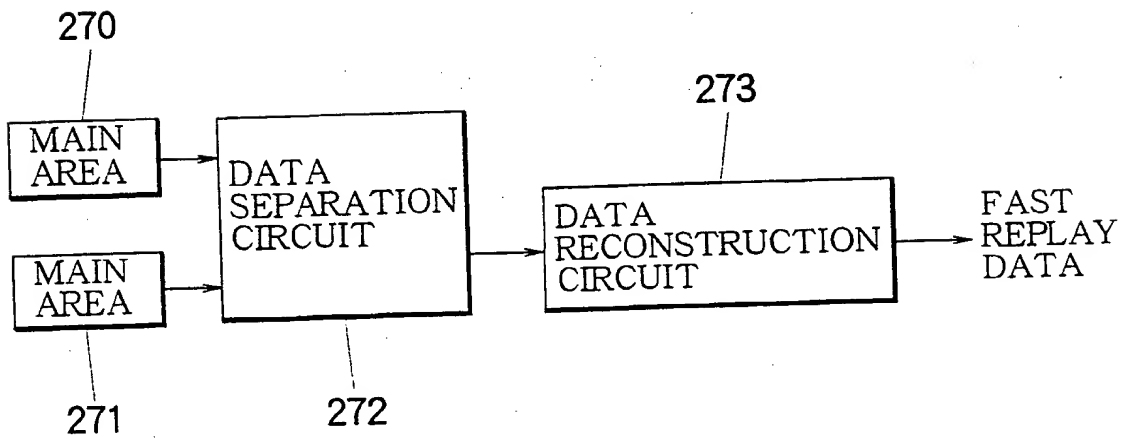 270
MAIN
AREA
DATA
SEPARATION
CIRCUIT
273
DATA
RECONSTRUCTION
CIRCUIT
FAST
REPLAY
DATA
MAIN
AREA
271
272